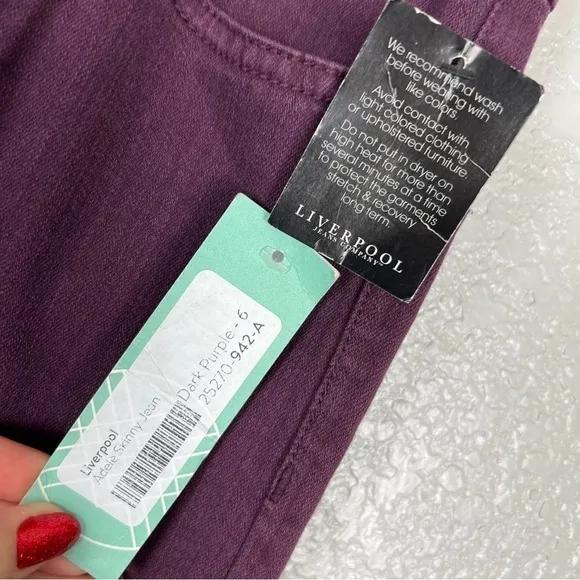 We recommend wash
before wearing with
like colors.
Avoid contact with
light colored clothing
or upholstered furniture
Do not put in dryer on
high heat for more than
several minutes at a time
to protect the garments
stretch & recovery
long term.
LIVERPOOL
JEANS COMPANY
Liverpool
Adele Skinny Jean
Dark Purple - 6
25270-942-A